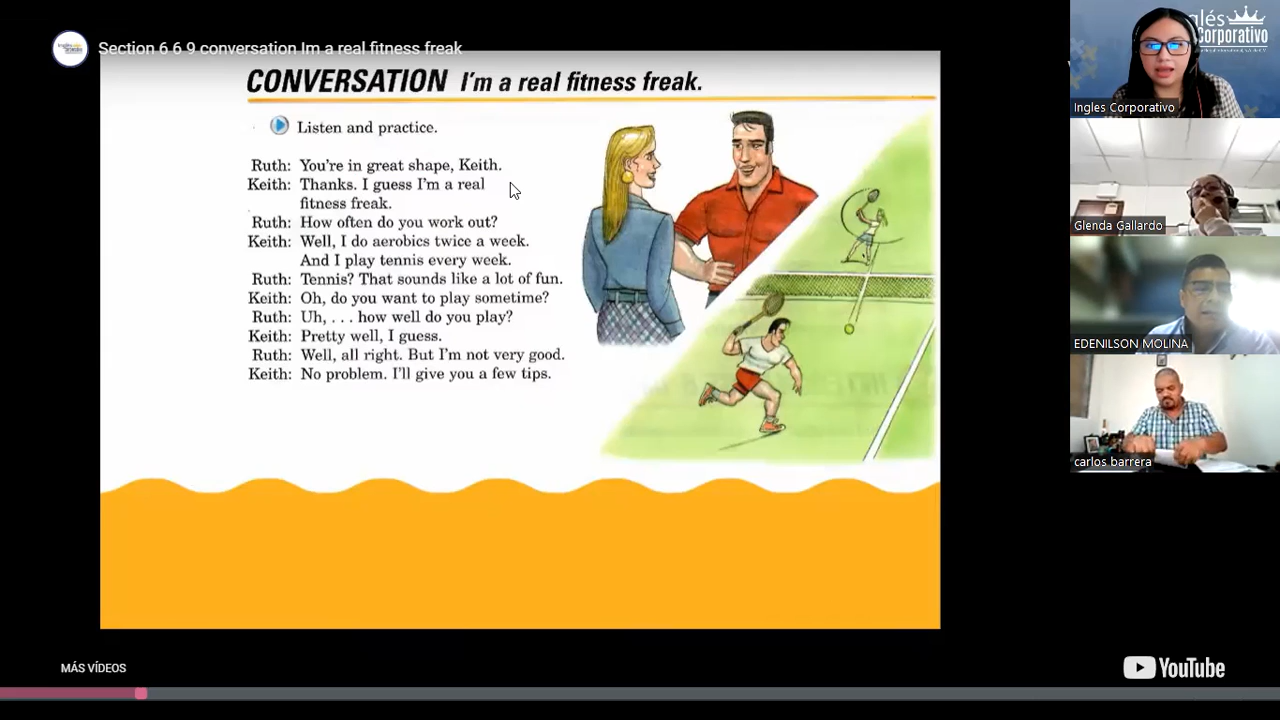 Section 6 6 9 conversation Im a real fitness freak
CONVERSATION I'm a real fitness freak.
Listen and practice.
Ruth: You're in great shape, Keith.
Keith: Thanks. I guess I'm a real
fitness freak.
Ruth: How often do you work out?
Keith: Well, I do aerobics twice a week.
And I play tennis every week.
Ruth: Tennis? That sounds like a lot of fun.
Keith: Oh, do you want to play sometime?
Ruth: Uh, . . . how well do you play?
Keith: Pretty well, I guess.
Ruth: Well, all right. But I'm not very good.
Keith: No problem. I'll give you a few tips.
MÁS VÍDEOS
YouTube
Ingles Corporativo
Glenda Gallardo
EDENILSON MOLINA
carlos barrera